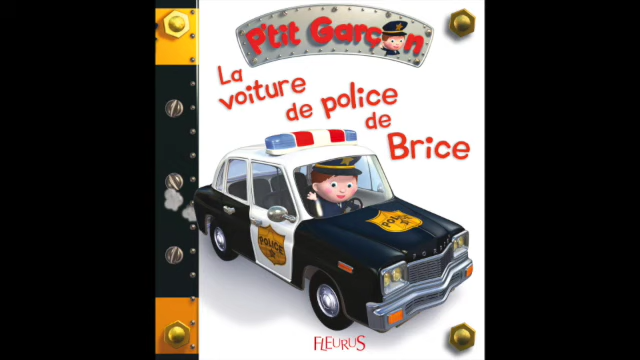 P'tit Garçon
La
voiture
de police
de
Brice
POLICE
POLICE
FLEURUS